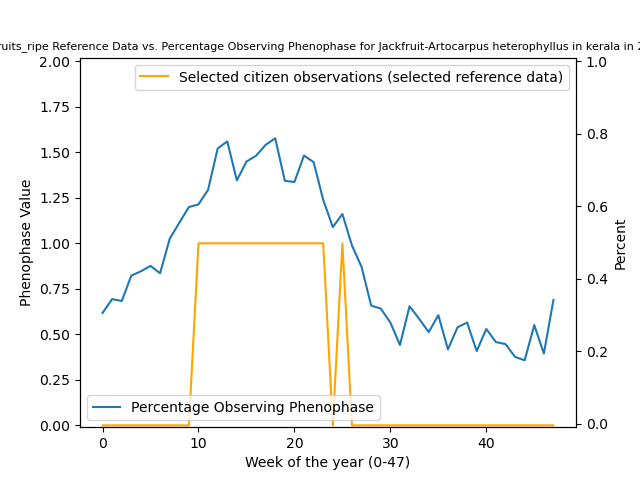 ruits_ripe Reference Data vs. Percentage Observing Phenophase for Jackfruit-Artocarpus heterophyllus in kerala in 2
Selected citizen observations (selected reference data)
2.00
1.75
1.50
1.25
1.00
0.75
0.50
0.25
0.00
Phenophase Value
1.0
0.8
0.6
0.4
0.2
0.0
Percent
Percentage Observing Phenophase
0 10 20 30 40
Week of the year (0-47)